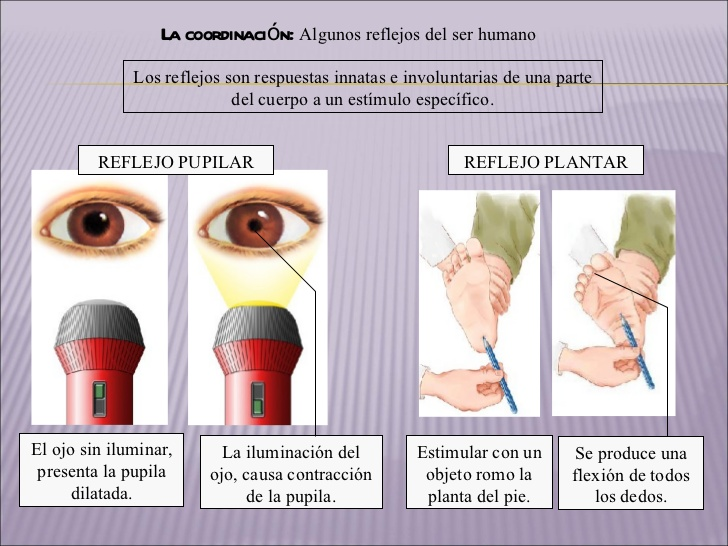 La coordinación: Algunos reflejos del ser humano
Los reflejos son respuestas innatas e involuntarias de una parte
del cuerpo a un estímulo específico.
REFLEJO PUPILAR
REFLEJO PLANTAR
El ojo sin iluminar,
presenta la pupila
dilatada.
La iluminación del
ojo, causa contracción
de la pupila.
Estimular con un
objeto romo la
planta del pie.
Se produce una
flexión de todos
los dedos.